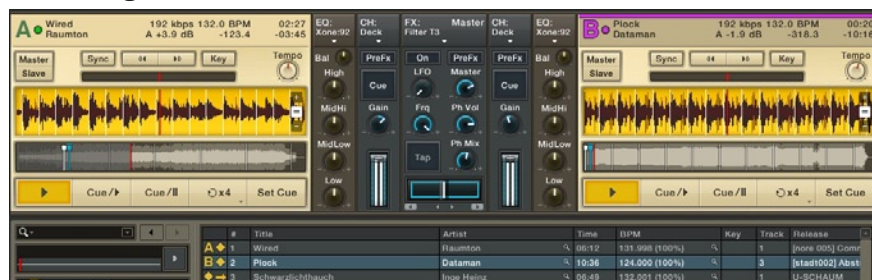 A Wired 192 kbps 132.0 BPM 02:27
Raumton A +3.9 dB -123.4 -03:45
Master Sync Key Tempo
Slave
Cue/ Cue/II x4 Set Cue
EQ:
Xone:92
Bal
High
MidHi
MidLow
Low
CH:
Deck
PreFx
Cue
Gain
FX: Master
Filter T3
On PreFx
LFO Master
Frq Ph Vol
Tap Ph Mix
CH:
Deck
PreFx
Cue
Gain
EQ:
Xone:92
Bal
High
MidHi
MidLow
Low
B Plock 192 kbps 132.0 BPM 00:20
Dataman A -1.9 dB -318.3 -10:16
Master Sync Key Tempo
Slave
Cue/ Cue/II x4 Set Cue
# Title Artist Time BPM Key Track Release
A 1 Wired Raumton 06:12 131.998 (100%) 1
B 2 Plock Dataman 10:36 124.000 (100%) 3 [stadt002] Abst
3 Schwarzlichthauch Inge Heinz 06:49 132.001 (100%) 1 U-SCHAUM